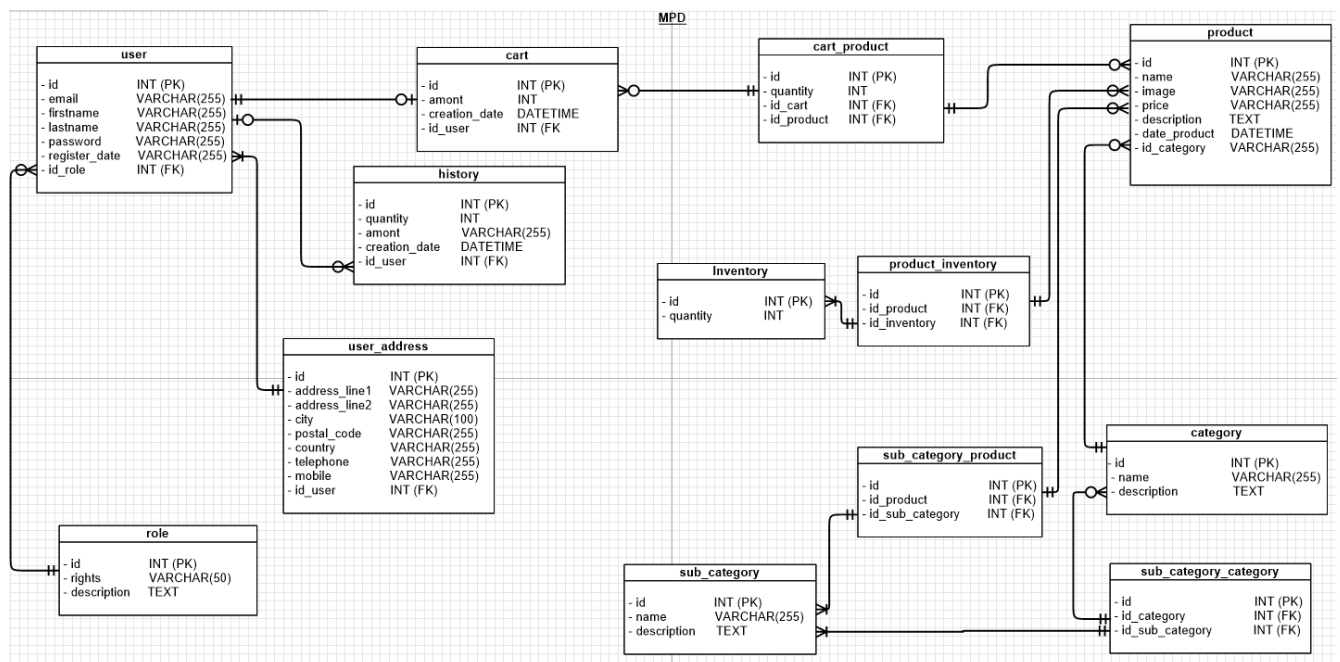 MPD
user
- id INT (PK)
- email VARCHAR(255)
- firstname VARCHAR(255)
- lastname VARCHAR(255)
- password VARCHAR(255)
- register_date VARCHAR(255)
- id_role INT (FK)
cart
- id INT (PK)
- amont INT
- creation_date DATETIME
- id_user INT (FK
cart_product
- id INT (PK)
- quantity INT
- id_cart INT (FK)
- id_product INT (FK)
product
- id INT (PK)
- name VARCHAR(255)
- image VARCHAR(255)
- price VARCHAR(255)
- description TEXT
- date_product DATETIME
- id_category VARCHAR(255)
history
- id INT (PK)
- quantity INT
- amont VARCHAR(255)
- creation_date DATETIME
- id_user INT (FK)
Inventory
- id INT (PK)
- quantity INT
product_inventory
- id INT (PK)
- id_product INT (FK)
- id_inventory INT (FK)
user_address
- id INT (PK)
- address_line1 VARCHAR(255)
- address_line2 VARCHAR(255)
- city VARCHAR(100)
- postal_code VARCHAR(255)
- country VARCHAR(255)
- telephone VARCHAR(255)
- mobile VARCHAR(255)
- id_user INT (FK)
category
- id INT (PK)
- name VARCHAR(255)
- description TEXT
sub_category_product
- id INT (PK)
- id_product INT (FK)
- id_sub_category INT (FK)
role
- id INT (PK)
- rights VARCHAR(50)
- description TEXT
sub_category
- id INT (PK)
- name VARCHAR(255)
- description TEXT
sub_category_category
- id INT (PK)
- id_category INT (FK)
- id_sub_category INT (FK)